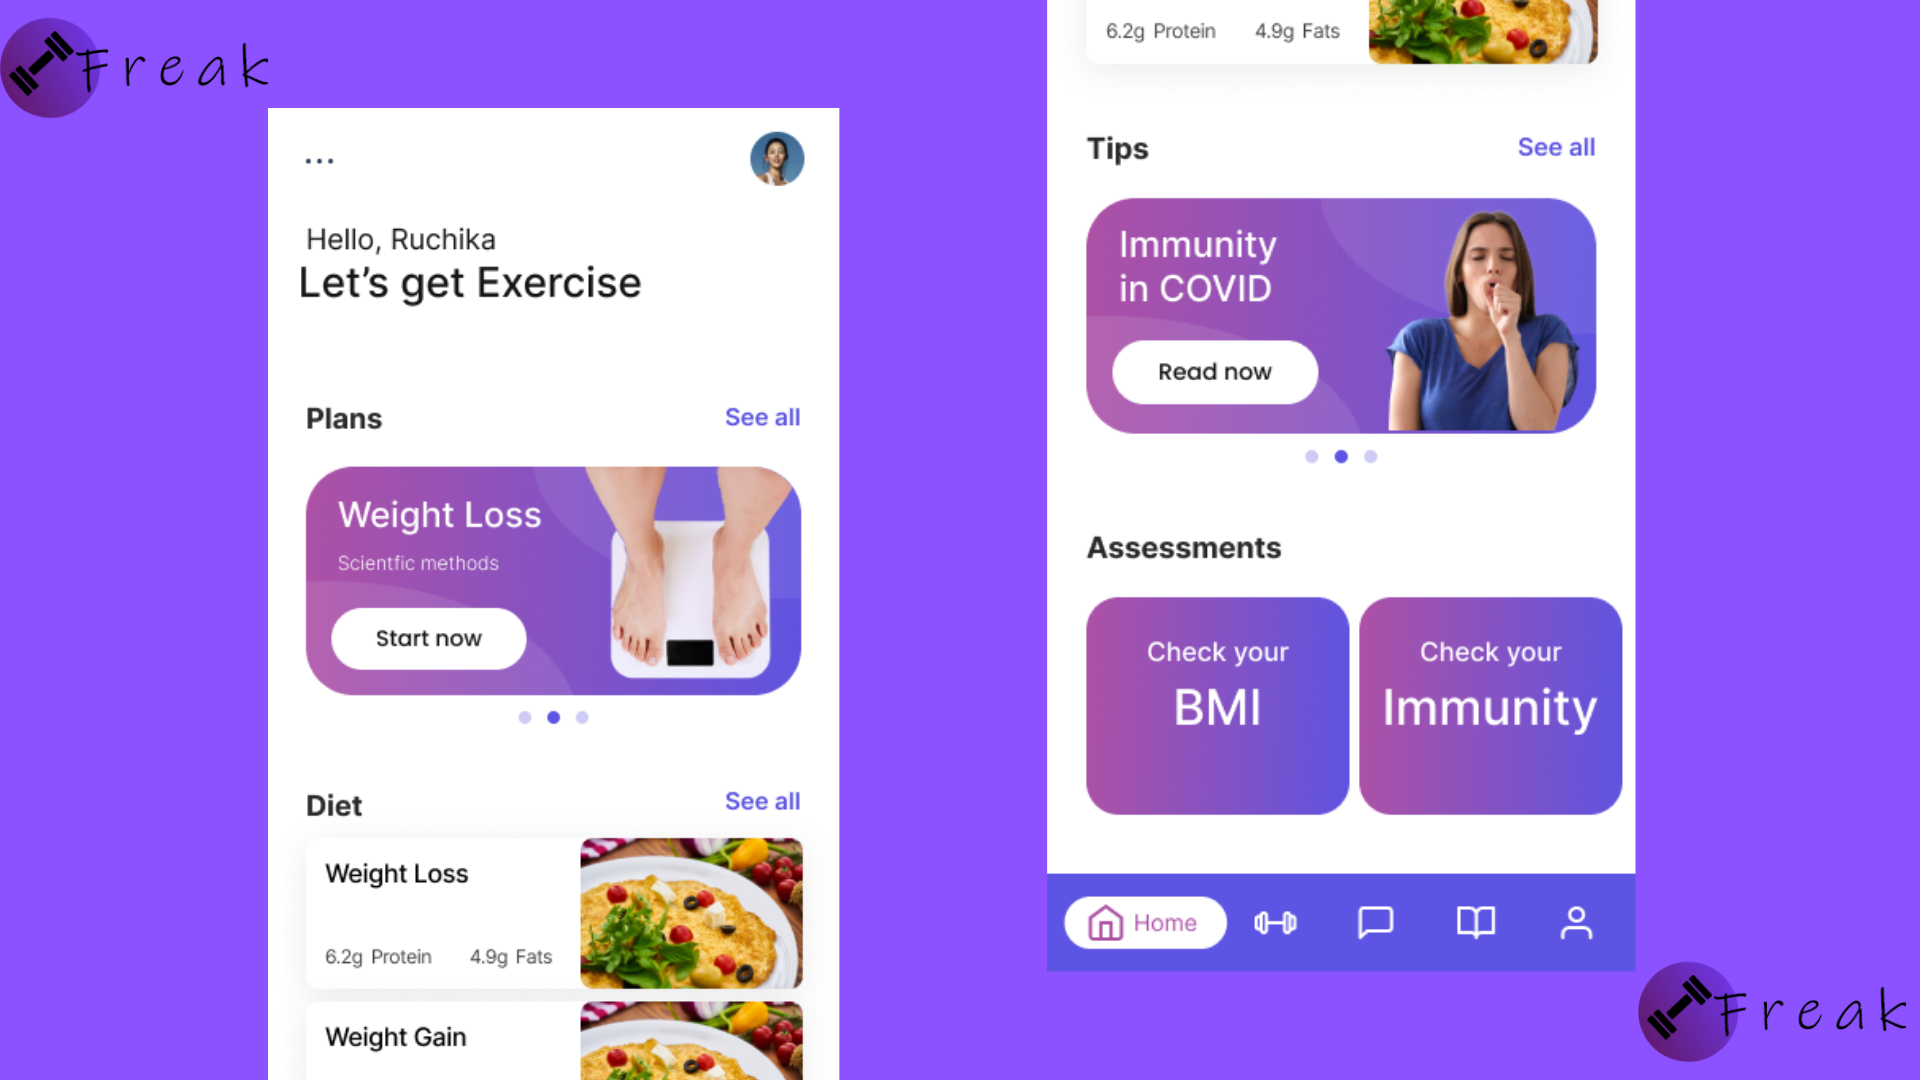 Freak
Hello, Ruchika
Let's get Exercise
Plans
See all
Weight Loss
Scientfic methods
Start now
Diet
See all
Weight Loss
6.2g Protein
4.9g Fats
Weight Gain
6.2g Protein
4.9g Fats
Tips
See all
Immunity
in COVID
Read now
Assessments
Check your
BMI
Check your
Immunity
Home
Freak